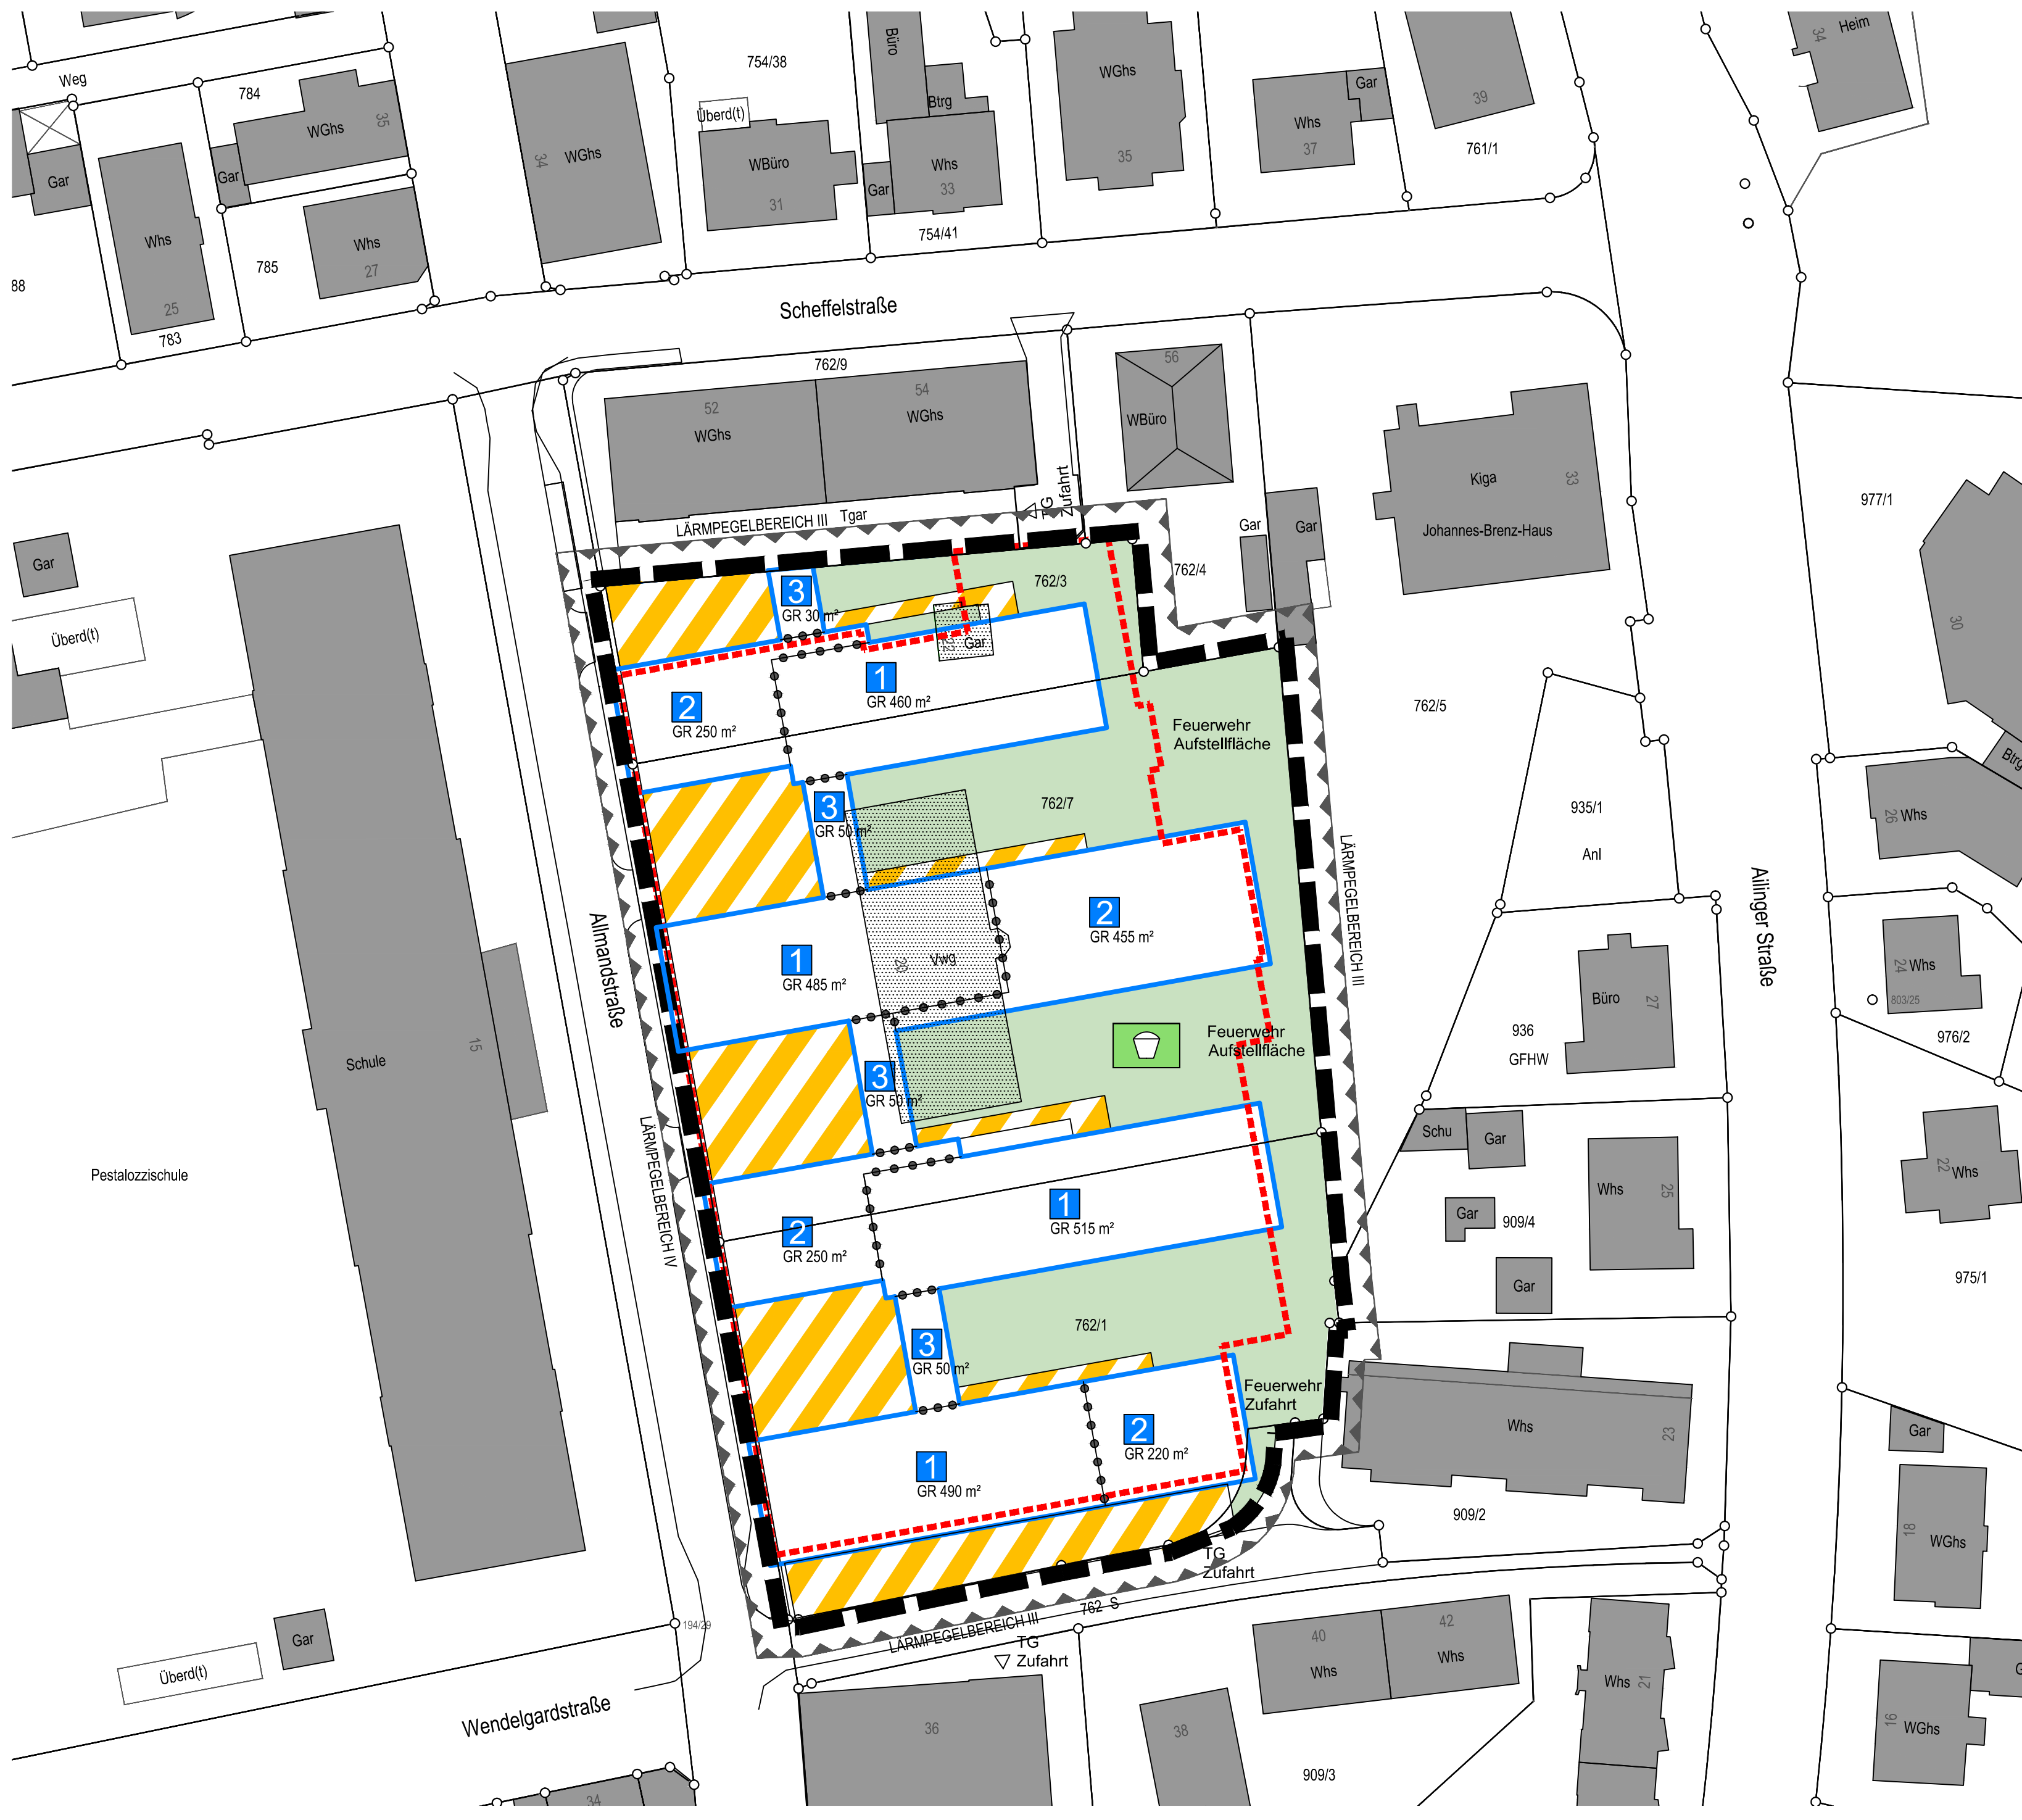 Weg
784
35
WGhs
Gar
Gar
Whs
25
783
785
Whs
27
88
34
WGhs
754/38
Überd(t)
WBüro
31
Büro
Btrg
Gar
Whs
33
754/41
WGhs
35
Whs
37
Gar
39
761/1
34
Heim
Scheffelstraße
762/9
52
WGhs
54
WGhs
56
WBüro
TG
Zufahrt
LÄRMPEGELBEREICH III
Tgar
Gar
Gar
Kiga
33
Johannes-Brenz-Haus
977/1
30
Gar
Überd(t)
3
GR 30 m²
762/3
762/4
22
Gar
1
GR 460 m²
2
GR 250 m²
Feuerwehr
Aufstellfläche
762/5
3
GR 50 m²
762/7
935/1
Anl
Btrg
26
Whs
LÄRMPEGELBEREICH III
Ailinger Straße
Allmandstraße
2
GR 455 m²
1
GR 485 m²
20
Vwg
24
Whs
803/25
976/2
Büro
27
936
GFHW
Schule
15
Feuerwehr
Aufstellfläche
3
GR 50 m²
Schu
Gar
Pestalozzischule
LÄRMPEGELBEREICH IV
1
GR 515 m²
2
GR 250 m²
Gar
909/4
Whs
25
22
Whs
Gar
975/1
762/1
3
GR 50 m²
Feuerwehr
Zufahrt
Whs
23
Gar
2
GR 220 m²
1
GR 490 m²
909/2
18
WGhs
TG
Zufahrt
762 S
LÄRMPEGELBEREICH III
TG
Zufahrt
194/29
Gar
Überd(t)
Wendelgardstraße
40
Whs
42
Whs
Whs
21
36
38
909/3
16
WGhs
34